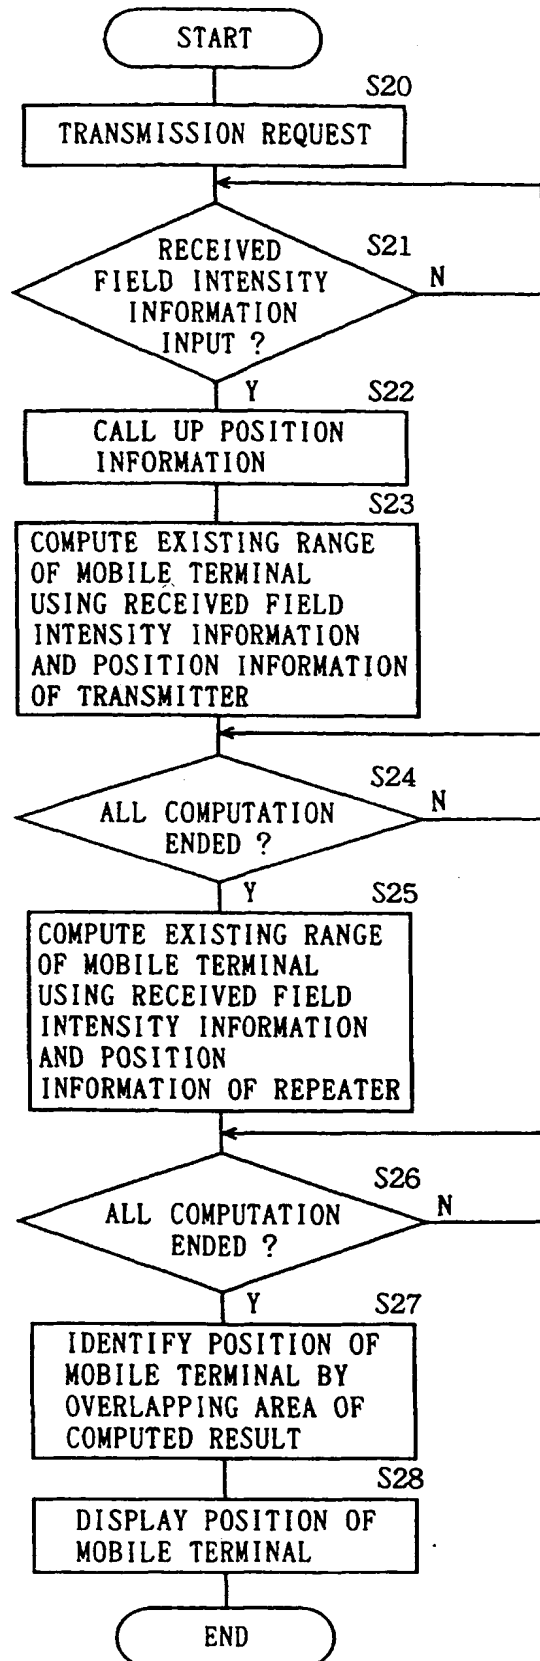 START
S20
TRANSMISSION REQUEST
S21
RECEIVED
FIELD INTENSITY
INFORMATION
INPUT ?
N
Y
S22
CALL UP POSITION
INFORMATION
S23
COMPUTE EXISTING RANGE
OF MOBILE TERMINAL
USING RECEIVED FIELD
INTENSITY INFORMATION
AND POSITION INFORMATION
OF TRANSMITTER
S24
ALL COMPUTATION
ENDED ?
N
Y
S25
COMPUTE EXISTING RANGE
OF MOBILE TERMINAL
USING RECEIVED FIELD
INTENSITY INFORMATION
AND POSITION
INFORMATION OF REPEATER
S26
ALL COMPUTATION
ENDED ?
N
Y
S27
IDENTIFY POSITION OF
MOBILE TERMINAL BY
OVERLAPPING AREA OF
COMPUTED RESULT
S28
DISPLAY POSITION OF
MOBILE TERMINAL
END